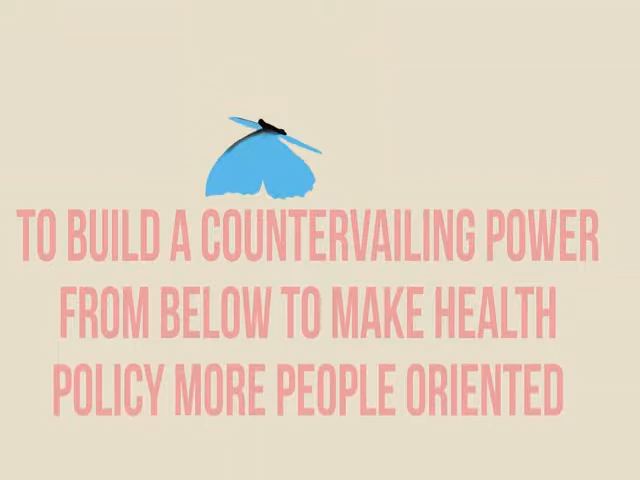 TO BUILD A COUNTERVAILING POWER
FROM BELOW TO MAKE HEALTH
POLICY MORE PEOPLE ORIENTED